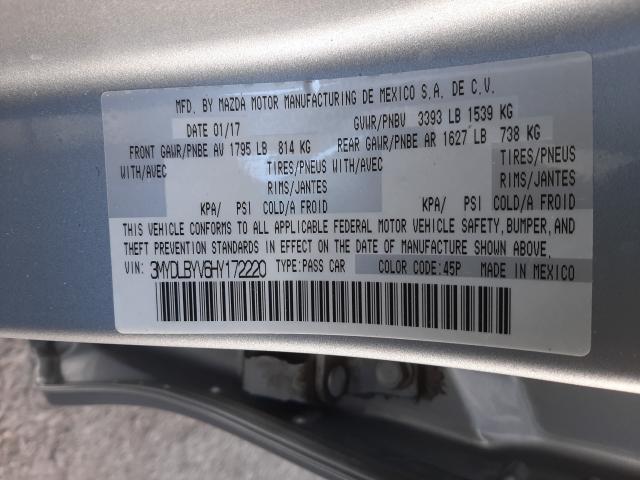 MFD. BY MAZDA MOTOR MANUFACTURING DE MEXICO S.A. DE C.V.
DATE 01/17 GVWR/PNBV 3393 LB 1539 KG
FRONT GAWR/PNBE AV 1795 LB 814 KG REAR GAWR/PNBE AR 1627 LB 738 KG
WITH/AVEC TIRES/PNEUS WITH/AVEC TIRES/PNEUS
RIMS/JANTES RIMS/JANTES
KPA/ PSI COLD/A FROID KPA/ PSI COLD/A FROID
THIS VEHICLE CONFORMS TO ALL APPLICABLE FEDERAL MOTOR VEHICLE SAFETY, BUMPER, AND
THEFT PREVENTION STANDARDS IN EFFECT ON THE DATE OF MANUFACTURE SHOWN ABOVE.
VIN: 3MYDLBYV6HY172220 TYPE:PASS CAR COLOR CODE:45P MADE IN MEXICO